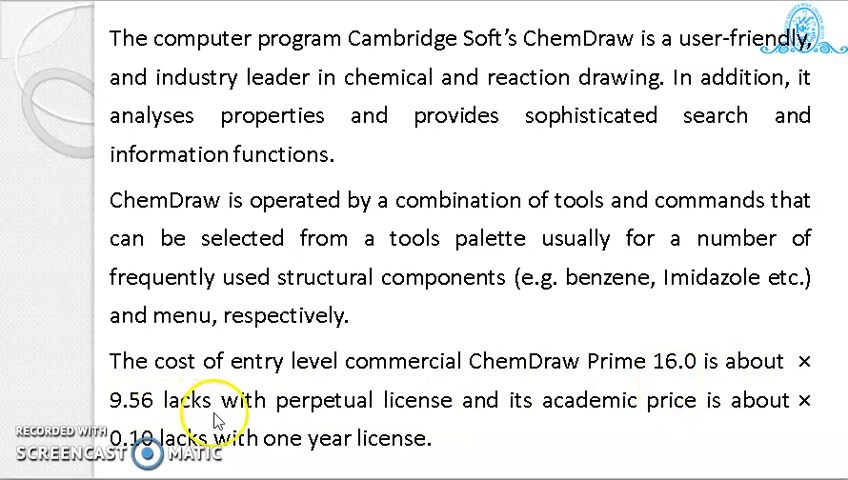 The computer program Cambridge Soft's ChemDraw is a user-friendly,
and industry leader in chemical and reaction drawing. In addition, it
analyses properties and provides sophisticated search and
information functions.
ChemDraw is operated by a combination of tools and commands that
can be selected from a tools palette usually for a number of
frequently used structural components (e.g. benzene, Imidazole etc.)
and menu, respectively.
The cost of entry level commercial ChemDraw Prime 16.0 is about ×
9.56 lacks with perpetual license and its academic price is about ×
0.10 lacks with one year license.
RECORDED WITH
SCREENCAST MATIC